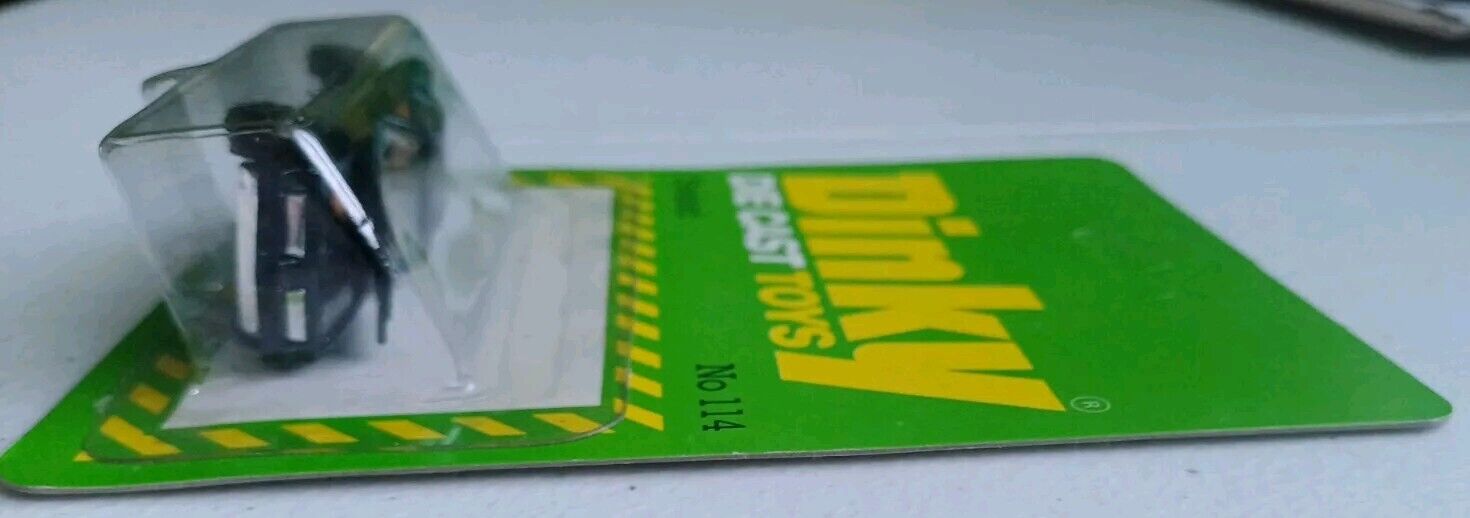 Dinky®
DIE CAST TOYS
No 114